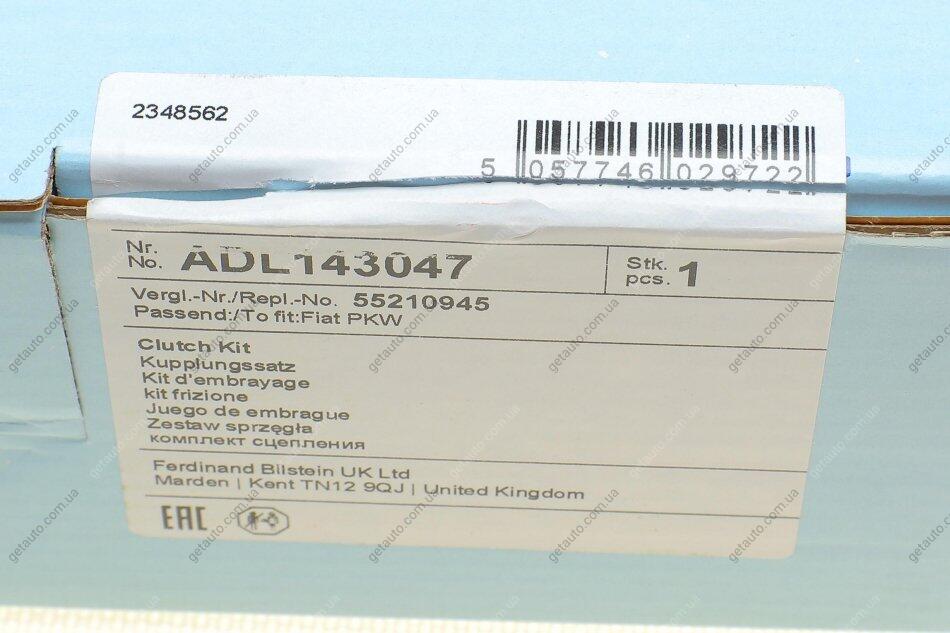 2348562
5 057746 029722
Nr.
No. ADL143047
Stk.
pcs. 1
Vergl.-Nr./Repl.-No. 55210945
Passend:/To fit:Fiat PKW
Clutch Kit
Kupplungssatz
Kit d'embrayage
kit frizione
Juego de embrague
Zestaw sprzęgła
комплект сцепления
Ferdinand Bilstein UK Ltd
Marden | Kent TN12 9QJ | United Kingdom
EAC
getauto.com.ua